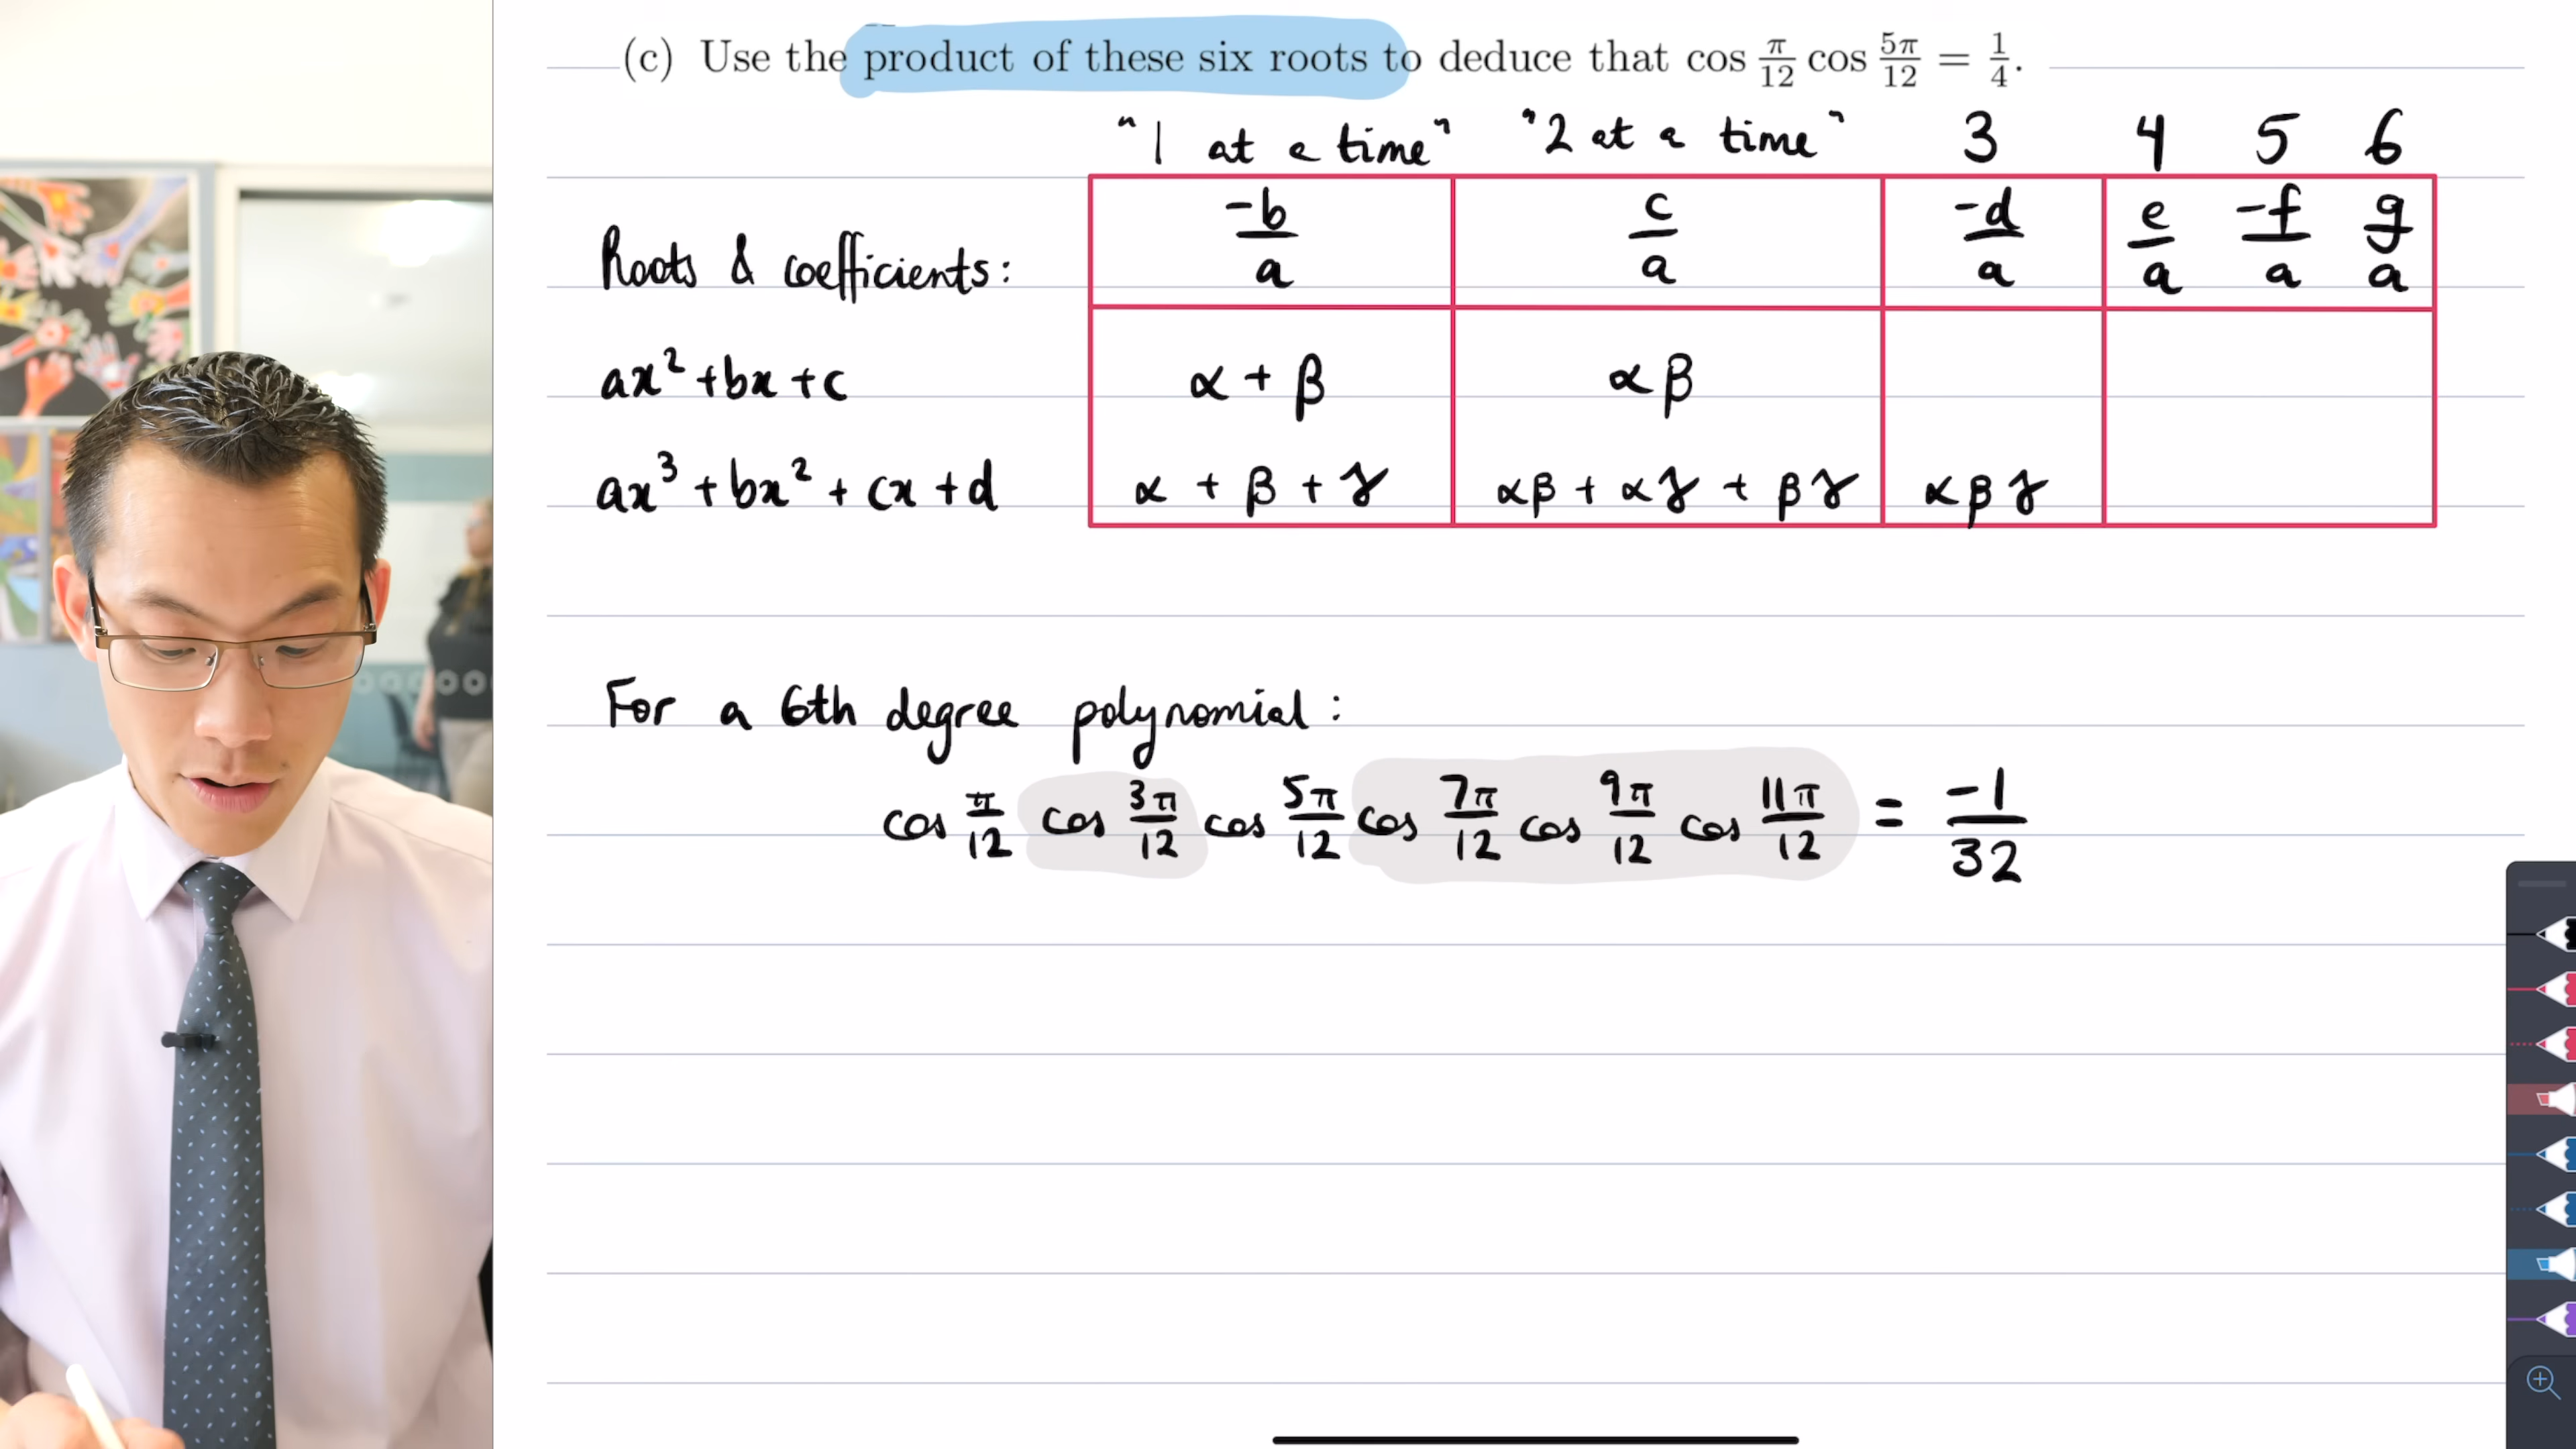 (c) Use the product of these six roots to deduce that cos π/12 cos 5π/12 = 1/4.
"1 at a time" "2 at a time" 3 4 5 6
Roots & coefficients: -b/a c/a -d/a e/a -f/a g/a
ax² + bx + c α + β αβ
ax³ + bx² + cx + d α + β + γ αβ + αγ + βγ αβγ
For a 6th degree polynomial:
cos π/12 cos 3π/12 cos 5π/12 cos 7π/12 cos 9π/12 cos 11π/12 = -1/32